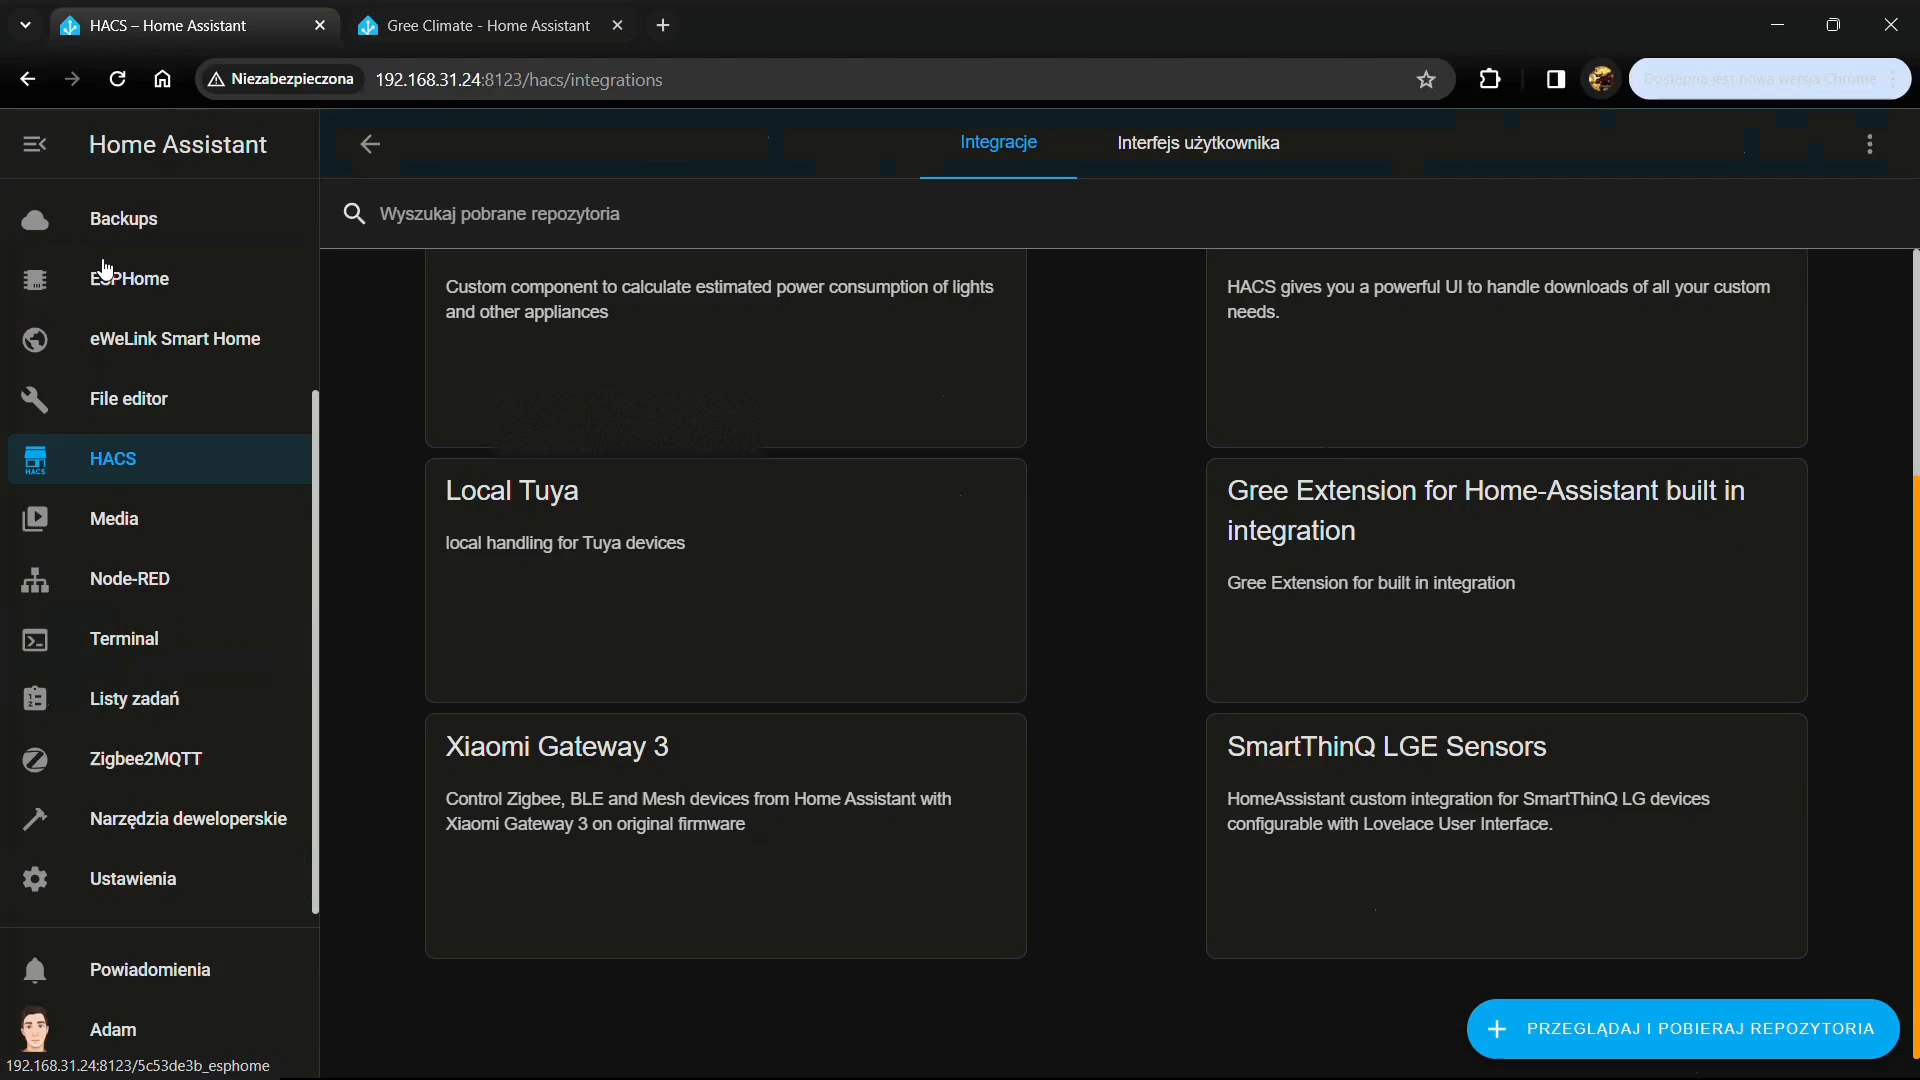 HACS – Home Assistant
Gree Climate - Home Assistant
Niezabezpieczona
192.168.31.24:8123/hacs/integrations
Dostępna jest nowa wersja Chrome
Home Assistant
Integracje
Interfejs użytkownika
Wyszukaj pobrane repozytoria
Backups
ESPHome
eWeLink Smart Home
File editor
HACS
HACS
Media
Node-RED
Terminal
Listy zadań
Zigbee2MQTT
Narzędzia deweloperskie
Ustawienia
Powiadomienia
Adam
192.168.31.24:8123/5c53de3b_esphome
Custom component to calculate estimated power consumption of lights
and other appliances
HACS gives you a powerful UI to handle downloads of all your custom
needs.
Local Tuya
local handling for Tuya devices
Gree Extension for Home-Assistant built in
integration
Gree Extension for built in integration
Xiaomi Gateway 3
Control Zigbee, BLE and Mesh devices from Home Assistant with
Xiaomi Gateway 3 on original firmware
SmartThinQ LGE Sensors
HomeAssistant custom integration for SmartThinQ LG devices
configurable with Lovelace User Interface.
PRZEGLĄDAJ I POBIERAJ REPOZYTORIA